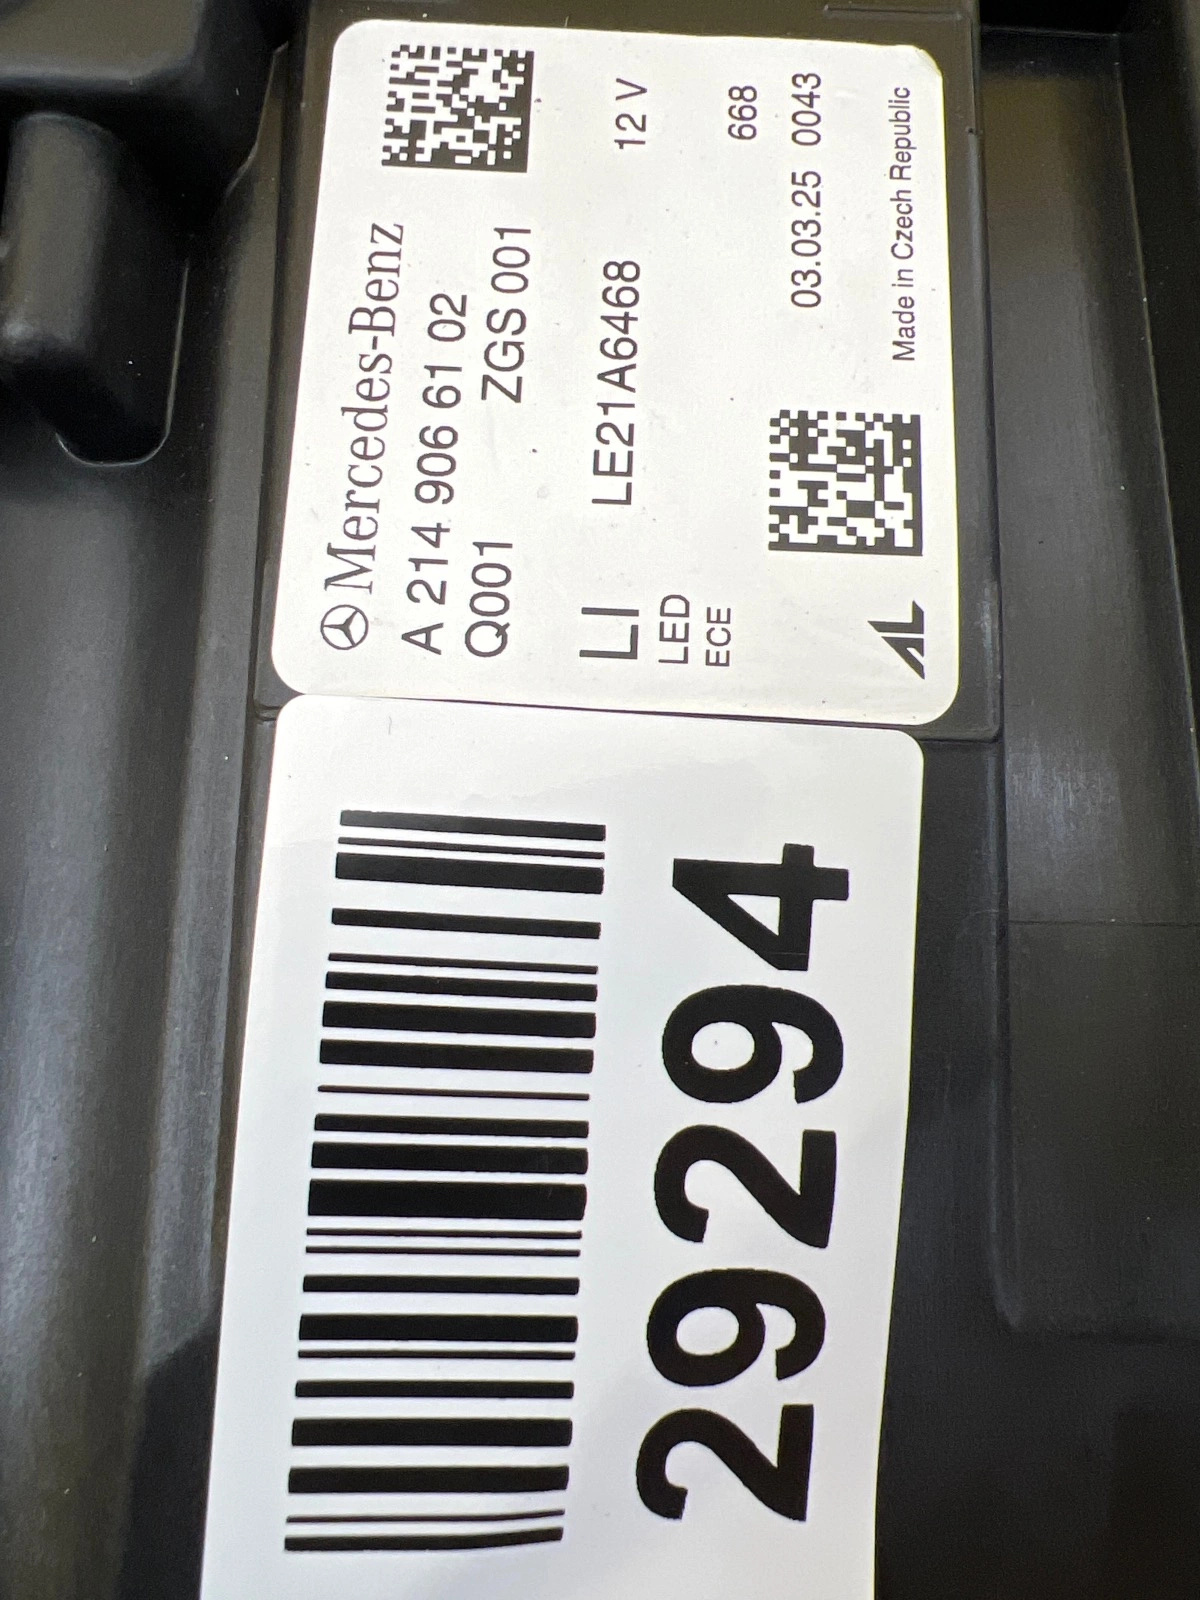 Mercedes-Benz
A 214 906 61 02
Q001 ZGS 001
LI LE21A6468 12 V
LED
ECE 668
03.03.25 0043
AL Made in Czech Republic
29294